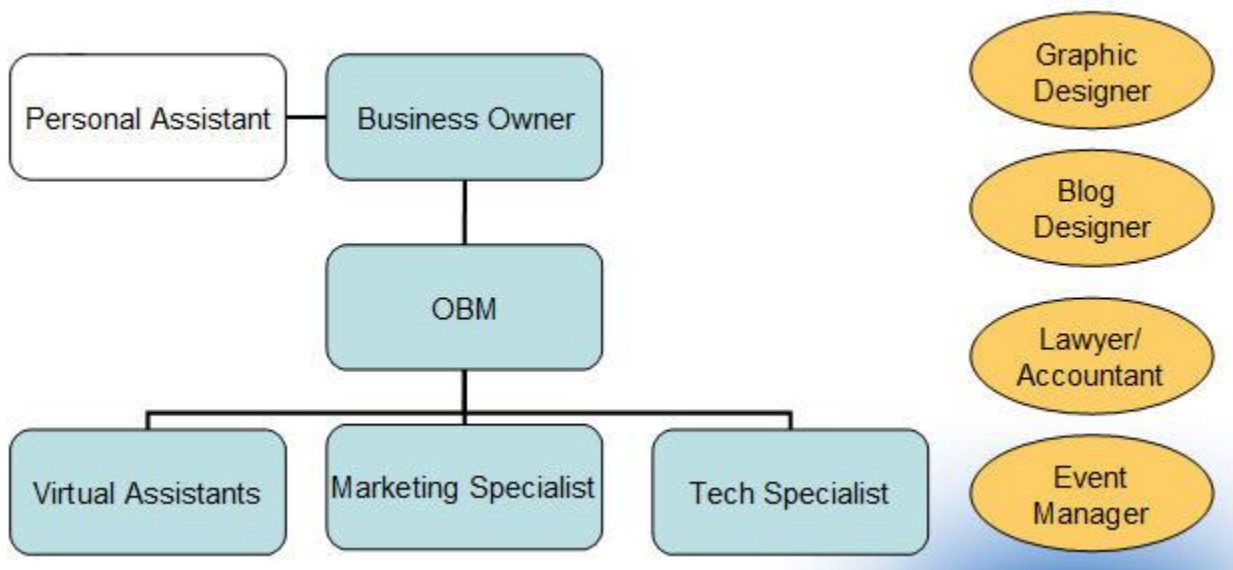 Personal Assistant
Business Owner
OBM
Virtual Assistants
Marketing Specialist
Tech Specialist
Graphic
Designer
Blog
Designer
Lawyer/
Accountant
Event
Manager